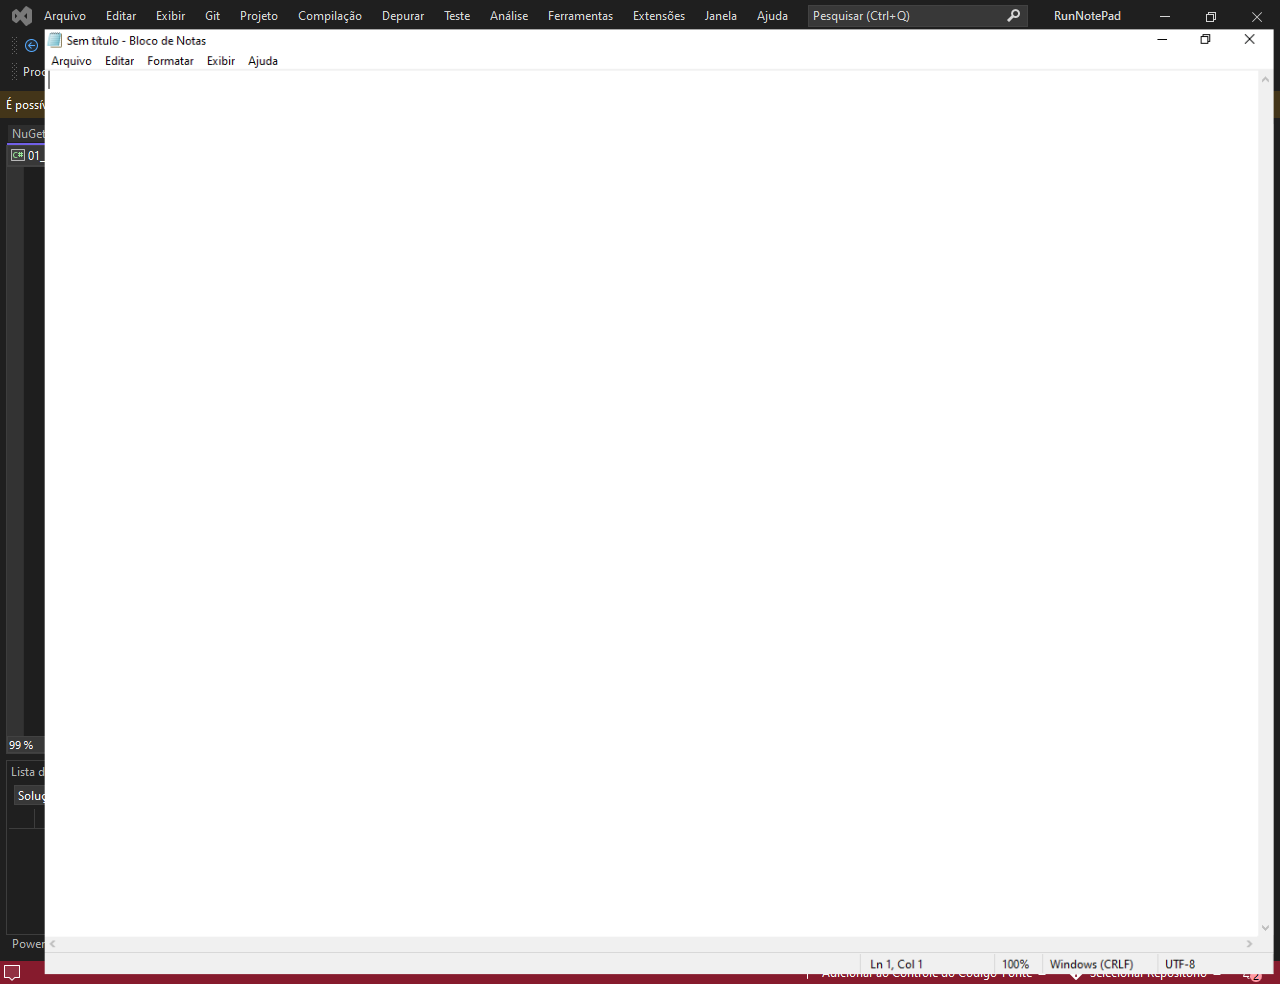 Arquivo Editar Exibir Git Projeto Compilação Depurar Teste Análise Ferramentas Extensões Janela Ajuda Pesquisar (Ctrl+Q) RunNotePad
Sem título - Bloco de Notas
Arquivo Editar Formatar Exibir Ajuda
É possív
NuGet
C# 01_
99 %
Lista d
Soluç
Power
Ln 1, Col 1 100% Windows (CRLF) UTF-8
Adicionar ao Controle do Código-Fonte Selecionar Repositório 2